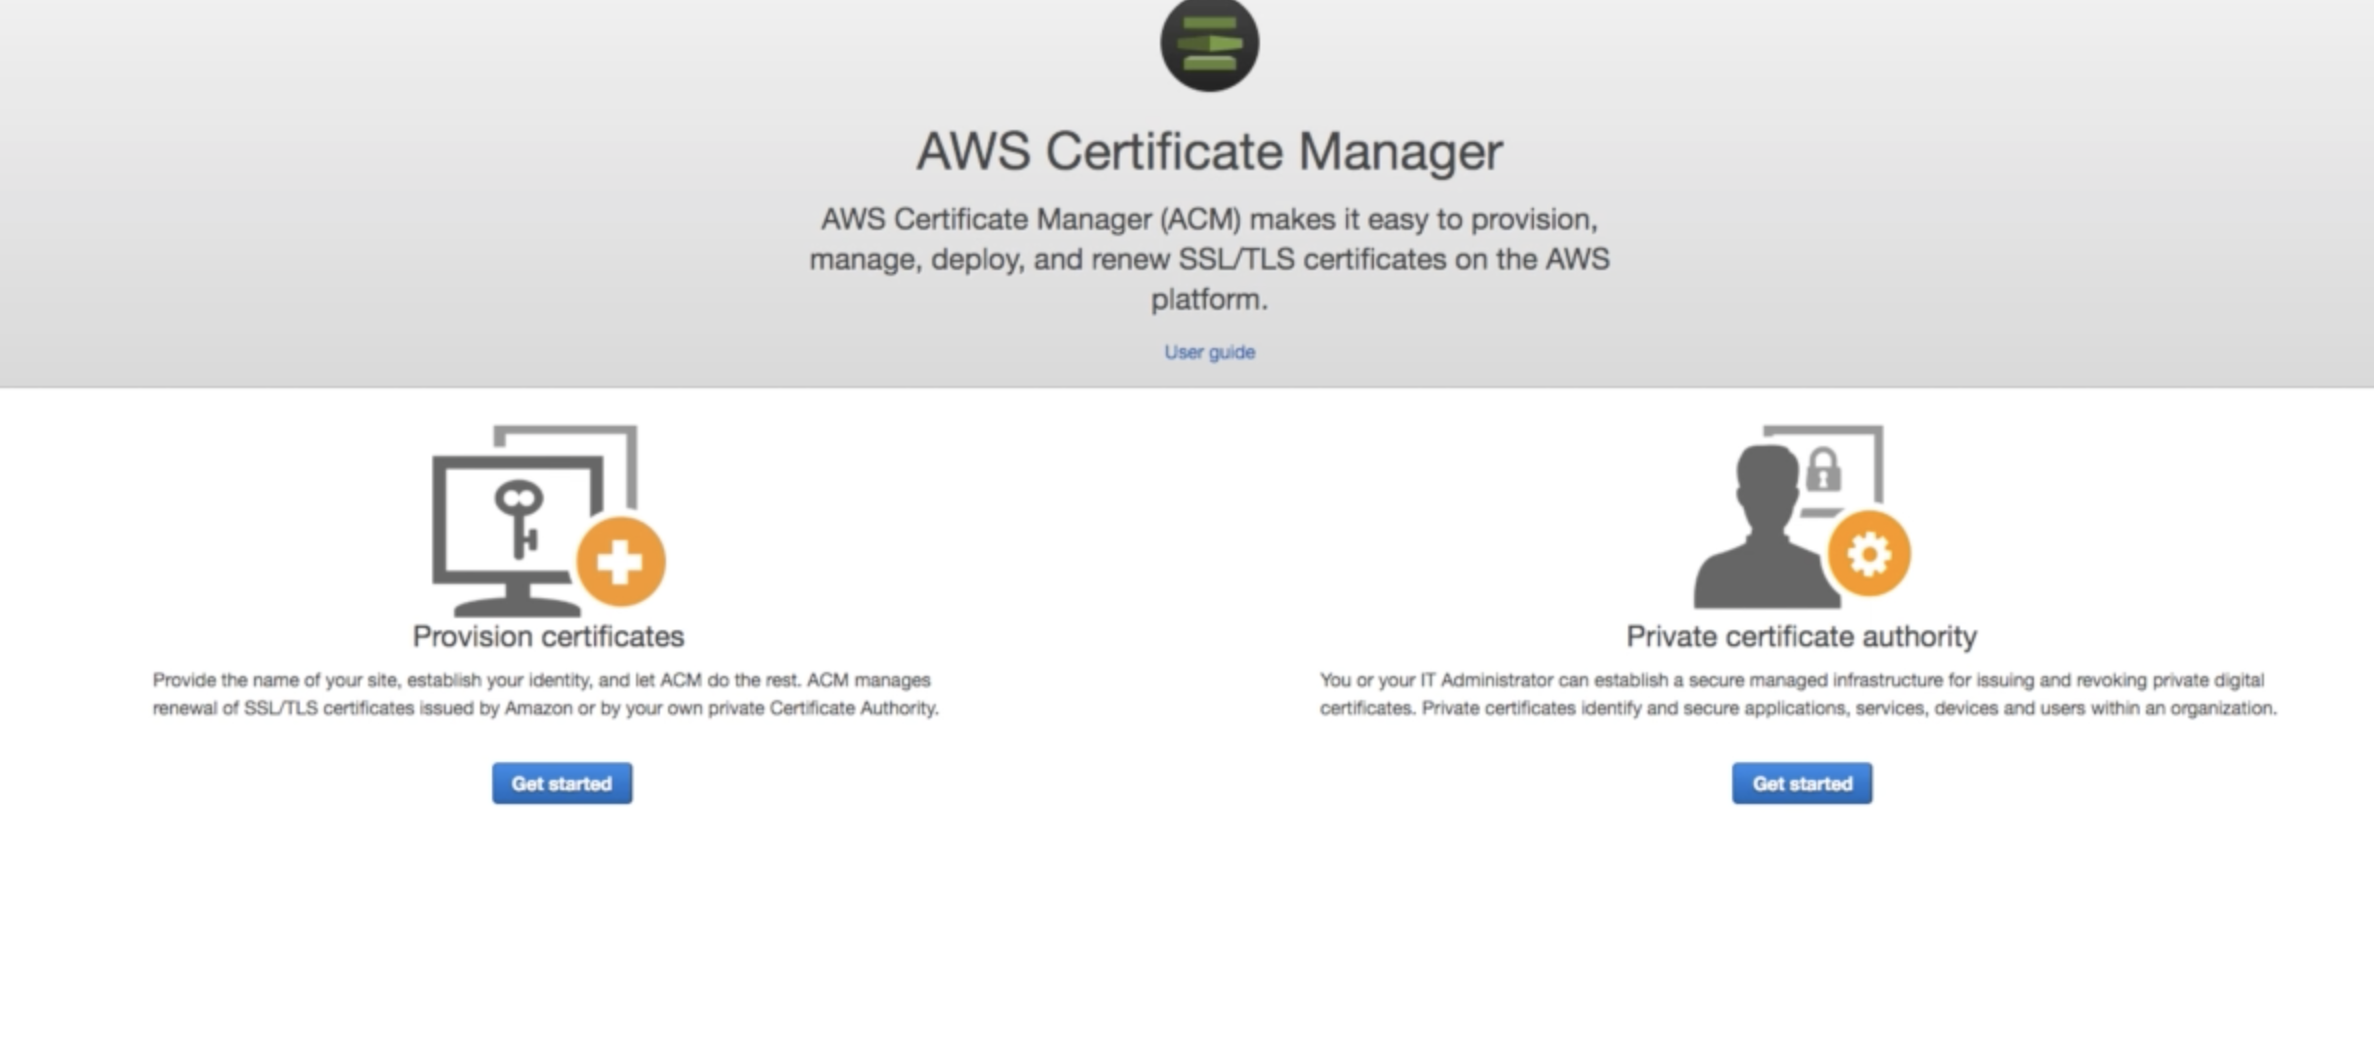 AWS Certificate Manager
AWS Certificate Manager (ACM) makes it easy to provision,
manage, deploy, and renew SSL/TLS certificates on the AWS
platform.
User guide
Provision certificates
Provide the name of your site, establish your identity, and let ACM do the rest. ACM manages
renewal of SSL/TLS certificates issued by Amazon or by your own private Certificate Authority.
Get started
Private certificate authority
You or your IT Administrator can establish a secure managed infrastructure for issuing and revoking private digital
certificates. Private certificates identify and secure applications, services, devices and users within an organization.
Get started